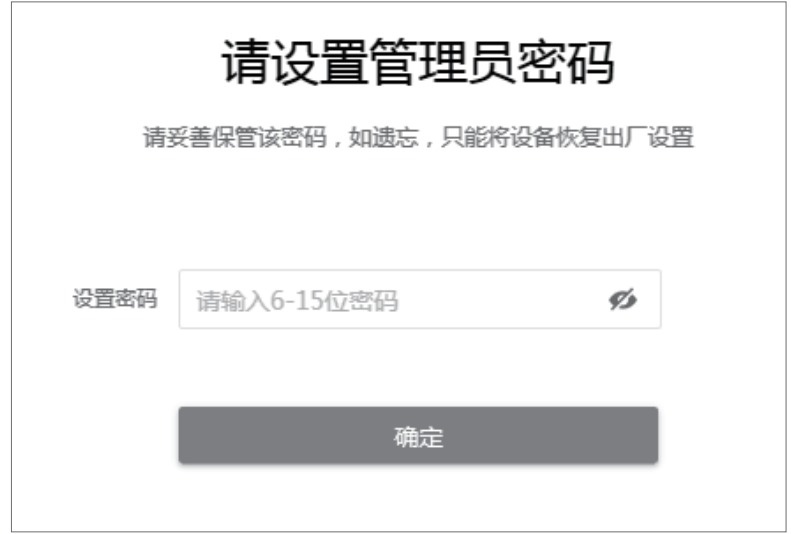 请设置管理员密码
请妥善保管该密码，如遗忘，只能将设备恢复出厂设置
设置密码 请输入6-15位密码
确定